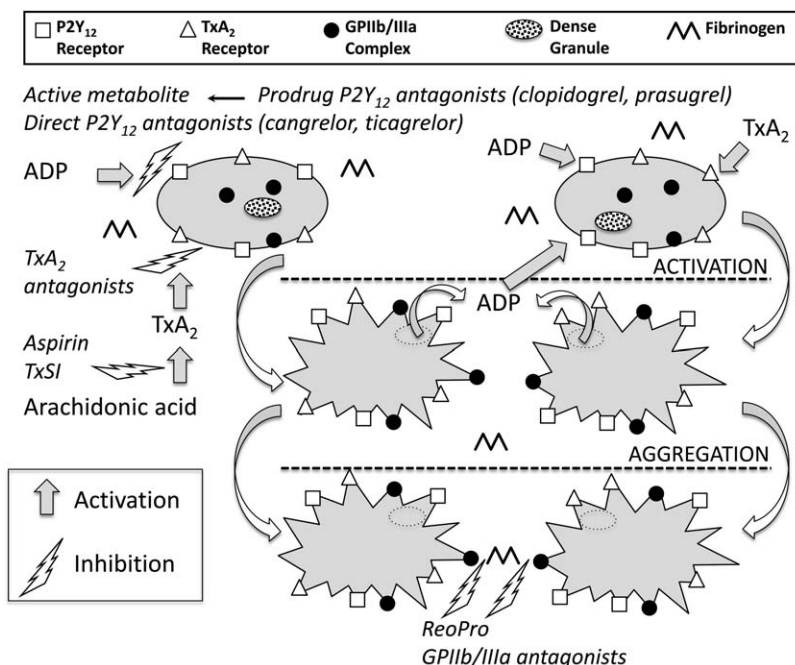 P2Y12 Receptor
TxA2 Receptor
GPIIb/IIIa Complex
Dense Granule
Fibrinogen
Active metabolite ← Prodrug P2Y12 antagonists (clopidogrel, prasugrel)
Direct P2Y12 antagonists (cangrelor, ticagrelor)
ADP
ADP
TxA2
TxA2
antagonists
ACTIVATION
ADP
TxA2
Aspirin
TxSI
Arachidonic acid
AGGREGATION
Activation
Inhibition
ReoPro
GPIIb/IIIa antagonists